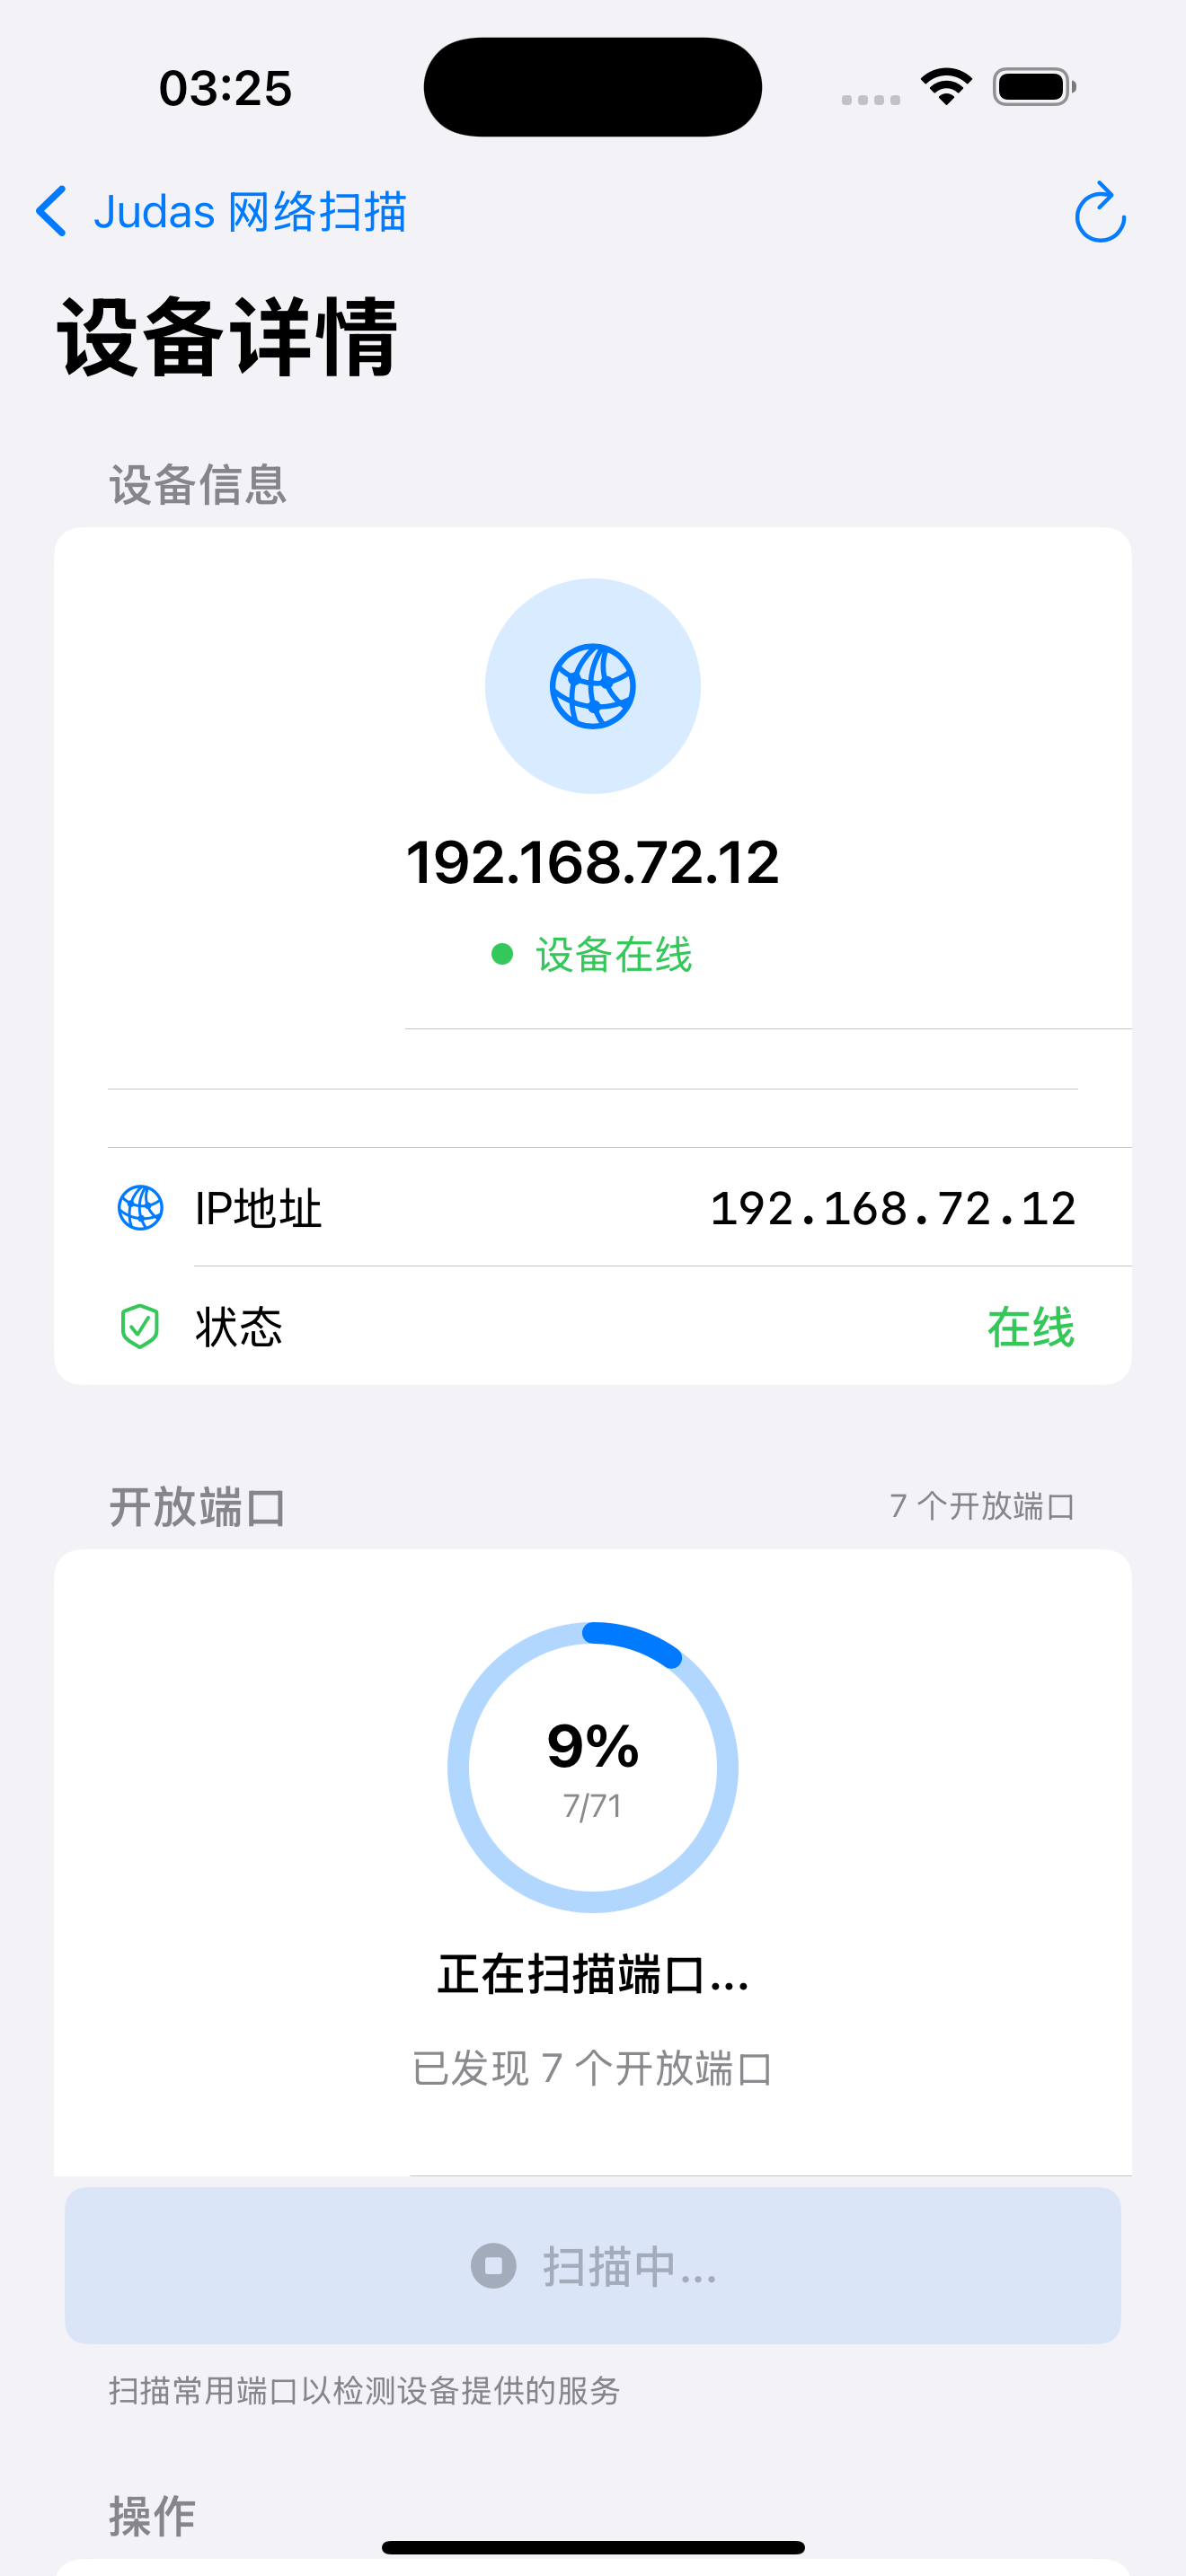 03:25
Judas 网络扫描
设备详情
设备信息
192.168.72.12
设备在线
IP地址 192.168.72.12
状态 在线
开放端口 7 个开放端口
9%
7/71
正在扫描端口...
已发现 7 个开放端口
扫描中...
扫描常用端口以检测设备提供的服务
操作